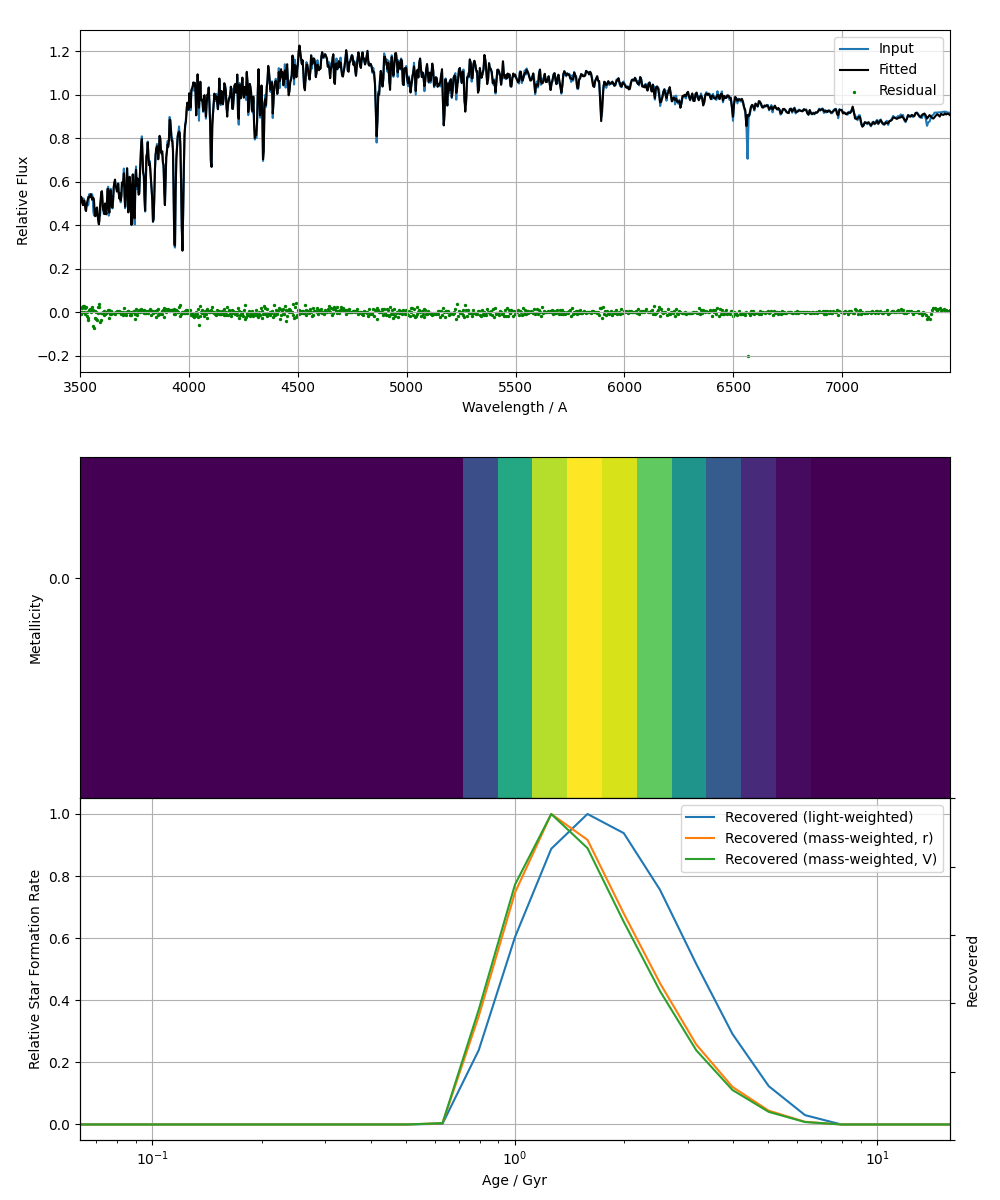 Relative Flux
1.2
1.0
0.8
0.6
0.4
0.2
0.0
−0.2
Input
Fitted
Residual
3500 4000 4500 5000 5500 6000 6500 7000
Wavelength / A
Metallicity
0.0
Relative Star Formation Rate
1.0
0.8
0.6
0.4
0.2
0.0
Recovered (light-weighted)
Recovered (mass-weighted, r)
Recovered (mass-weighted, V)
Recovered
10⁻¹ 10⁰ 10¹
Age / Gyr